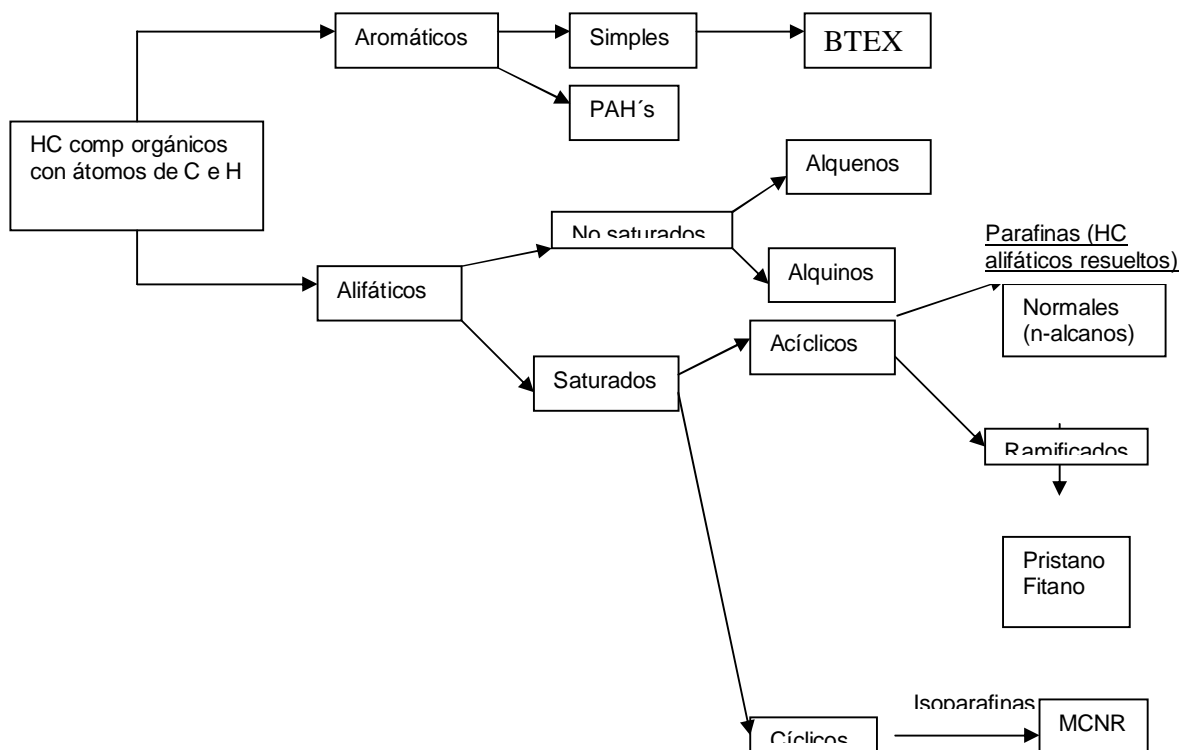 Aromáticos
Simples
BTEX
PAH´s
HC comp orgánicos
con átomos de C e H
Alquenos
No saturados
Parafinas (HC
alifáticos resueltos)
Alquinos
Alifáticos
Normales
(n-alcanos)
Acíclicos
Saturados
Ramificados
Pristano
Fitano
Isoparafinas
MCNR
Cíclicos